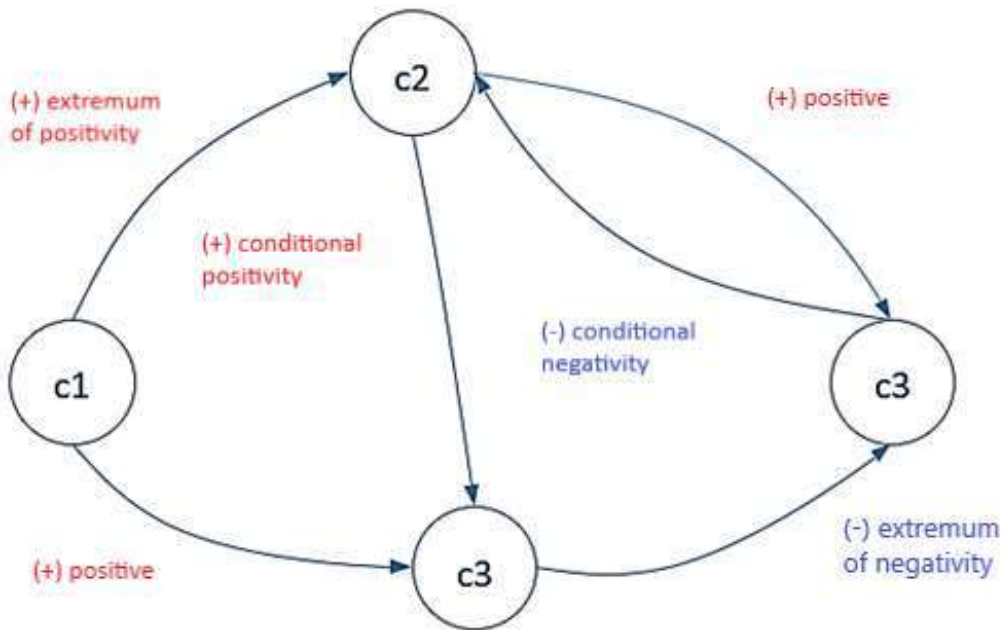 c2
(+) extremum
of positivity
(+) positive
(+) conditional
positivity
(-) conditional
negativity
c1
c3
(-) extremum
of negativity
c3
(+) positive